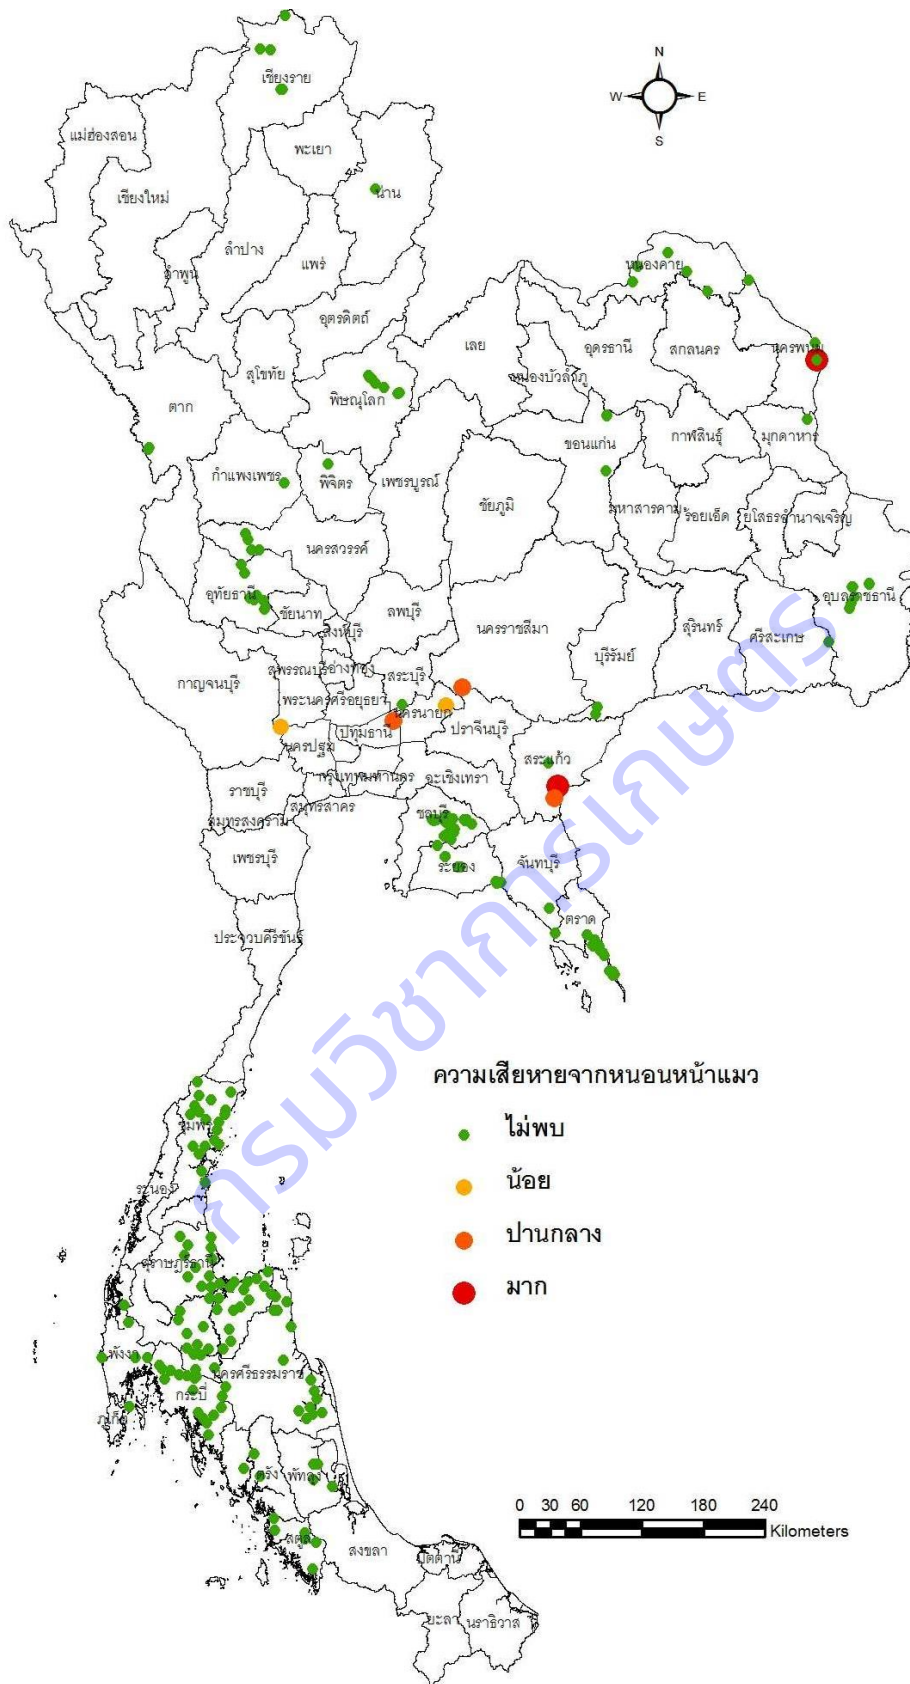 N
W E
S
เชียงราย
แม่ฮ่องสอน
พะเยา
เชียงใหม่
น่าน
ลำปาง
แพร่
ลำพูน
หนองคาย
อุตรดิตถ์
เลย
อุดรธานี
สกลนคร
นครพนม
สุโขทัย
หนองบัวลำภู
ตาก
พิษณุโลก
ขอนแก่น
กาฬสินธุ์
มุกดาหาร
กำแพงเพชร
พิจิตร
เพชรบูรณ์
ชัยภูมิ
มหาสารคาม
ร้อยเอ็ด
ยโสธร
อำนาจเจริญ
นครสวรรค์
อุทัยธานี
ชัยนาท
ลพบุรี
นครราชสีมา
บุรีรัมย์
สุรินทร์
ศรีสะเกษ
อุบลราชธานี
สิงห์บุรี
กาญจนบุรี
สุพรรณบุรี
อ่างทอง
สระบุรี
พระนครศรีอยุธยา
นครนายก
ปราจีนบุรี
ปทุมธานี
นครปฐม
สระแก้ว
กรุงเทพมหานคร
ฉะเชิงเทรา
ราชบุรี
สมุทรสาคร
สมุทรสงคราม
ชลบุรี
เพชรบุรี
ระยอง
จันทบุรี
ตราด
ประจวบคีรีขันธ์
ชุมพร
ระนอง
สุราษฎร์ธานี
พังงา
นครศรีธรรมราช
กระบี่
ภูเก็ต
ตรัง
พัทลุง
สตูล
สงขลา
ปัตตานี
ยะลา
นราธิวาส
ความเสียหายจากหนอนหน้าแมว
ไม่พบ
น้อย
ปานกลาง
มาก
0 30 60 120 180 240
Kilometers
กรมวิชาการเกษตร